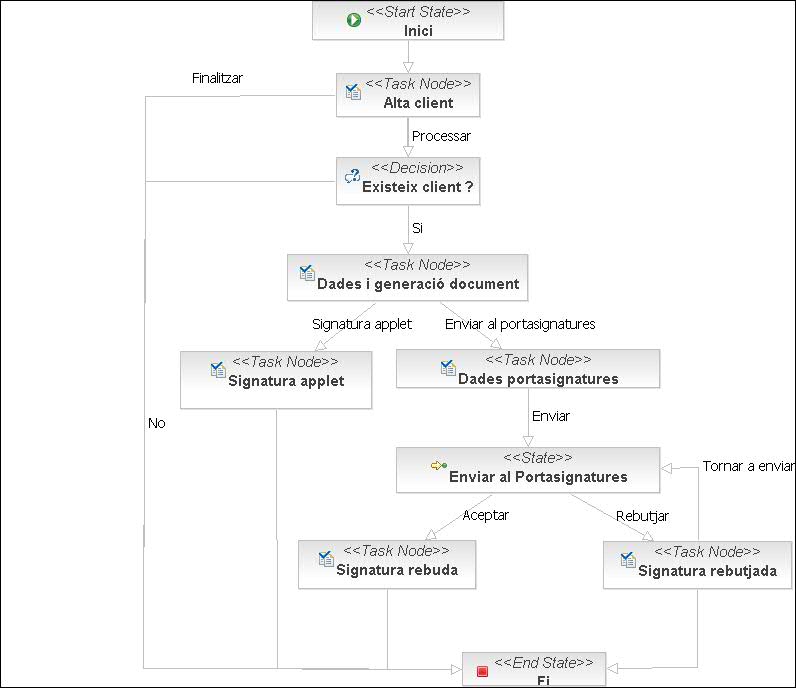 <<Start State>>
Inici
Finalitzar
<<Task Node>>
Alta client
Processar
<<Decision>>
Existeix client ?
Si
<<Task Node>>
Dades i generació document
Signatura applet
Enviar al portasignatures
<<Task Node>>
Signatura applet
<<Task Node>>
Dades portasignatures
No
Enviar
<<State>>
Enviar al Portasignatures
Tornar a enviar
Aceptar
Rebutjar
<<Task Node>>
Signatura rebuda
<<Task Node>>
Signatura rebutjada
<<End State>>
Fi